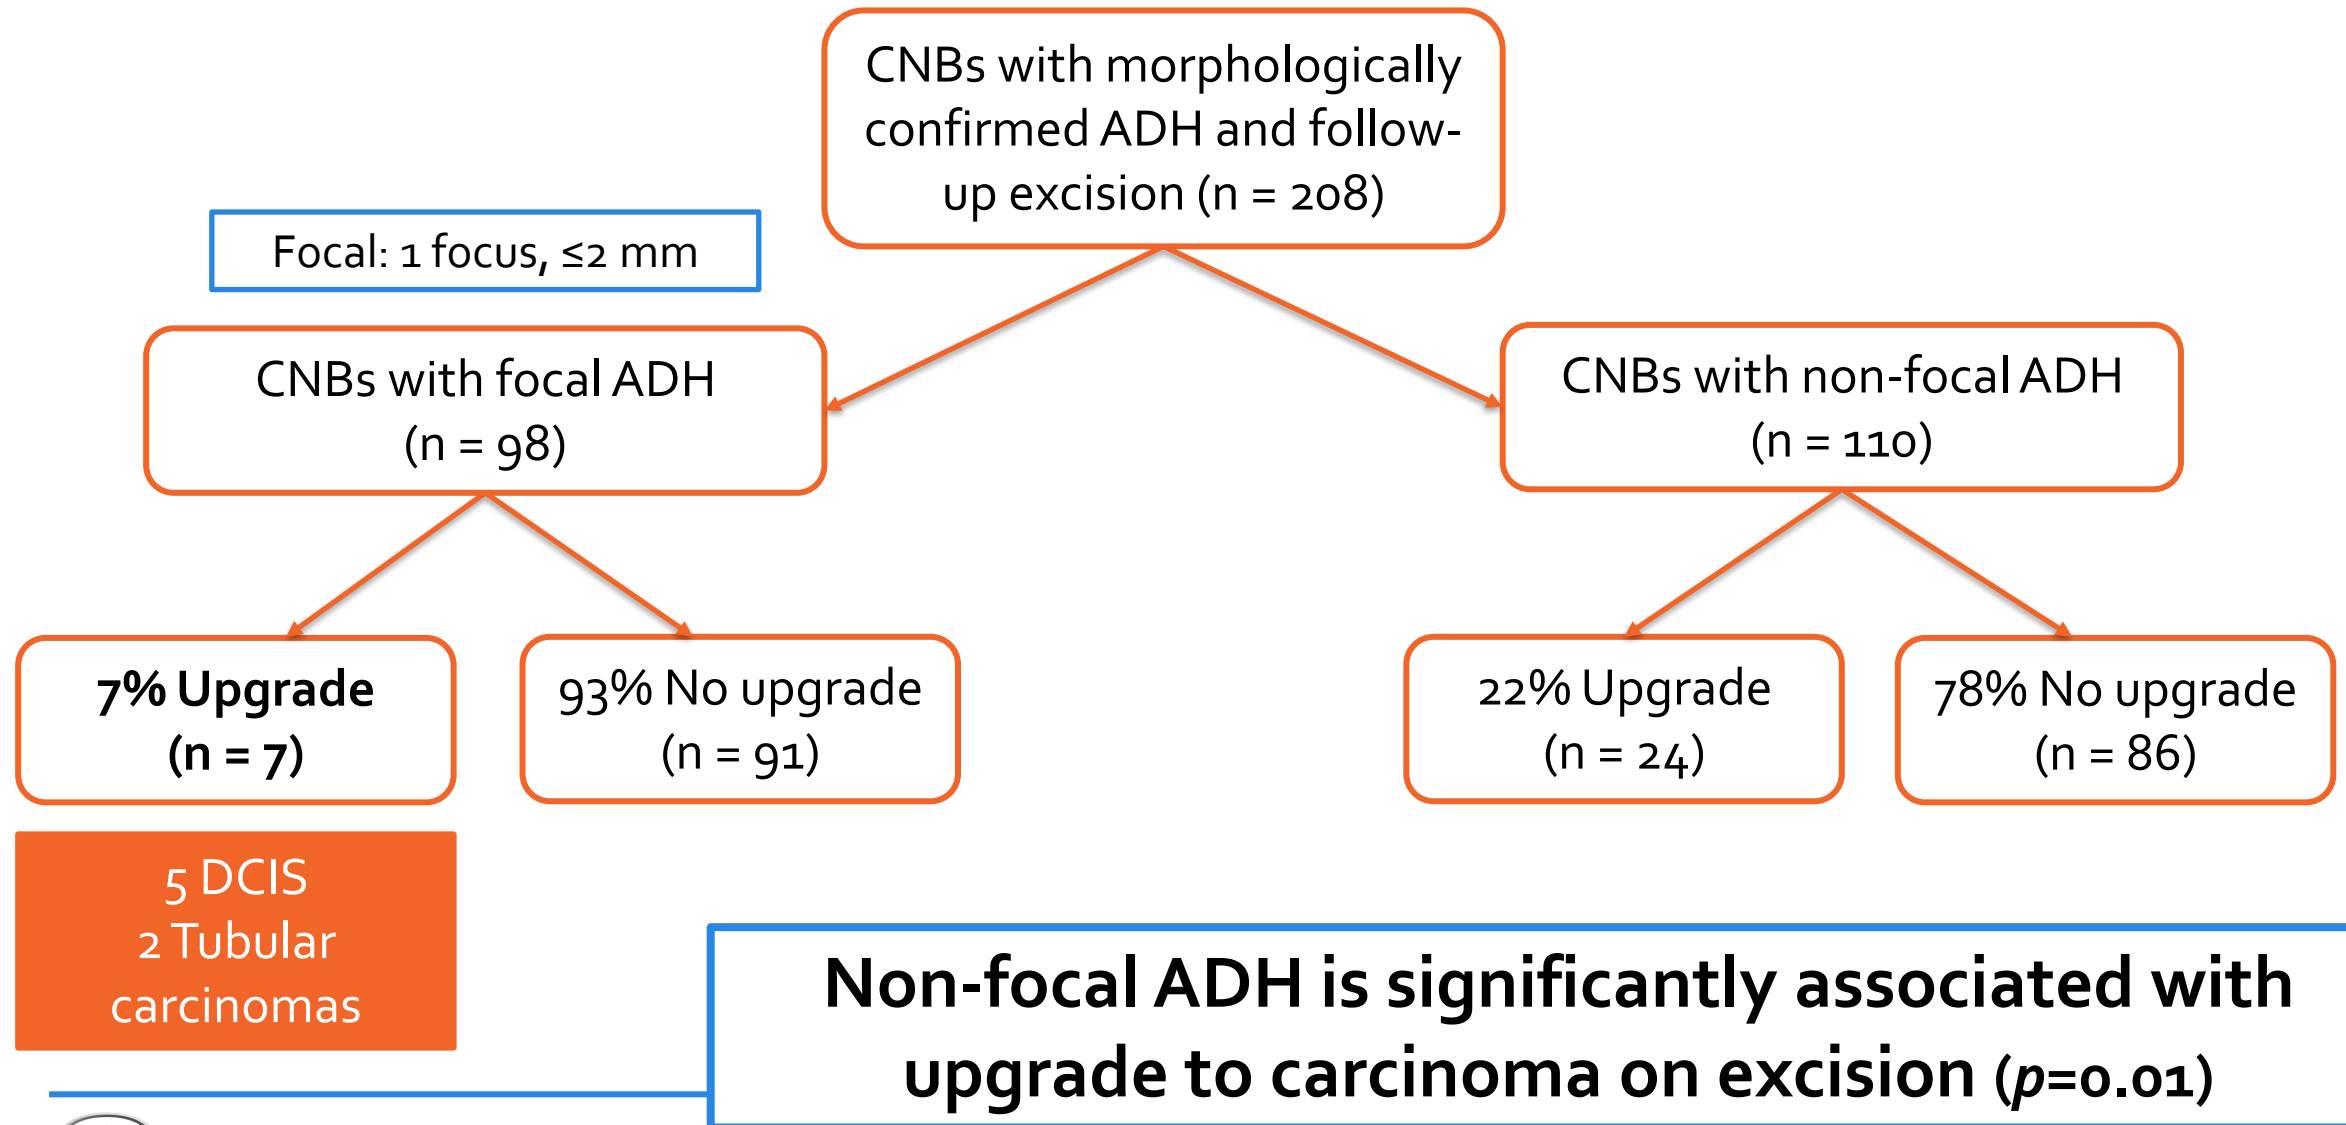 CNBs with morphologically
confirmed ADH and follow-
up excision (n = 208)
Focal: 1 focus, ≤2 mm
CNBs with focal ADH
(n = 98)
CNBs with non-focal ADH
(n = 110)
7% Upgrade
(n = 7)
93% No upgrade
(n = 91)
22% Upgrade
(n = 24)
78% No upgrade
(n = 86)
5 DCIS
2 Tubular
carcinomas
Non-focal ADH is significantly associated with
upgrade to carcinoma on excision (p=0.01)